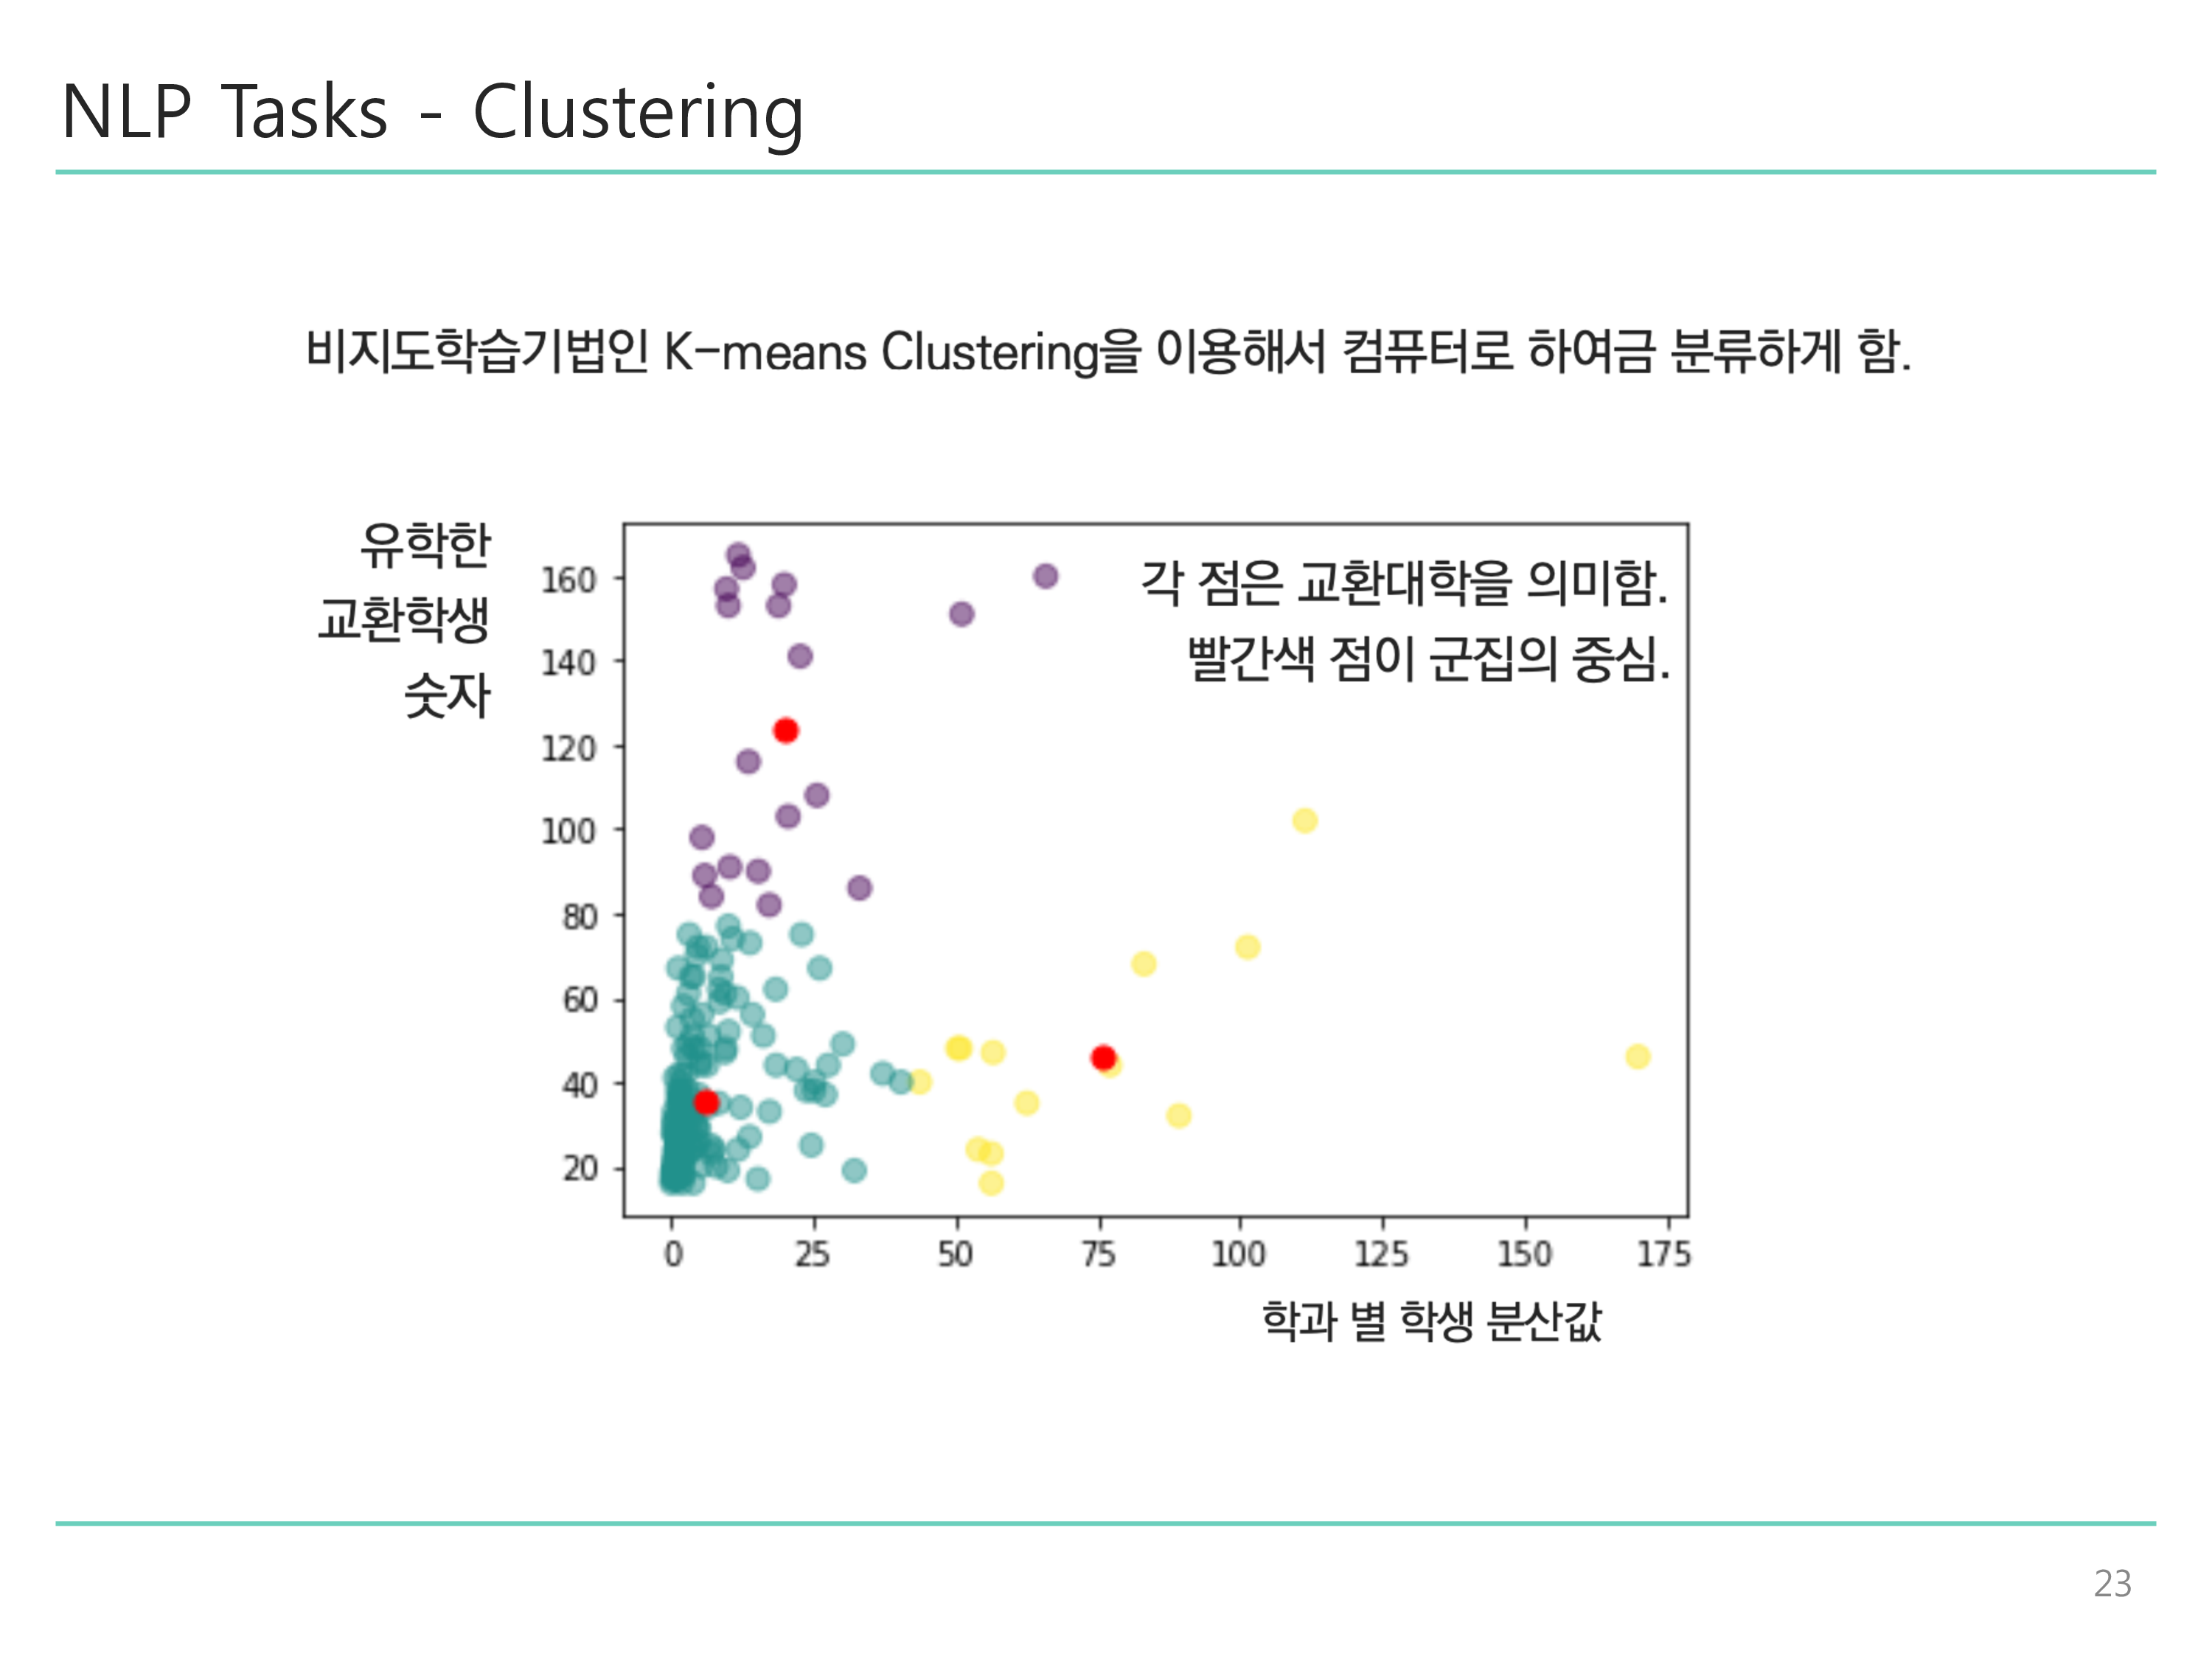 NLP Tasks - Clustering
비지도학습기법인 K-means Clustering을 이용해서 컴퓨터로 하여금 분류하게 함.
유학한
교환학생
숫자
각 점은 교환대학을 의미함.
빨간색 점이 군집의 중심.
160
140
120
100
80
60
40
20
0 25 50 75 100 125 150 175
학과 별 학생 분산값
23